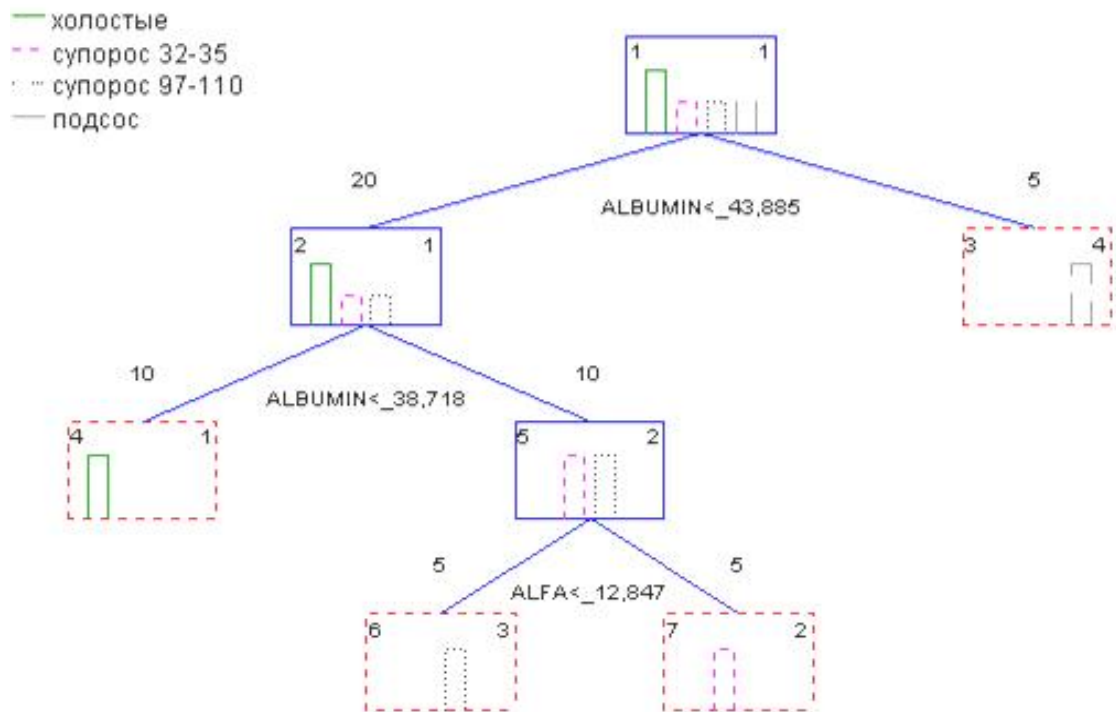 холостые
супорос 32-35
супорос 97-110
подсос
1 1
20 5
ALBUMIN<_43,885
2 1
3 4
10 10
ALBUMIN<_38,718
4 1
5 2
5 5
ALFA<_12,847
6 3
7 2